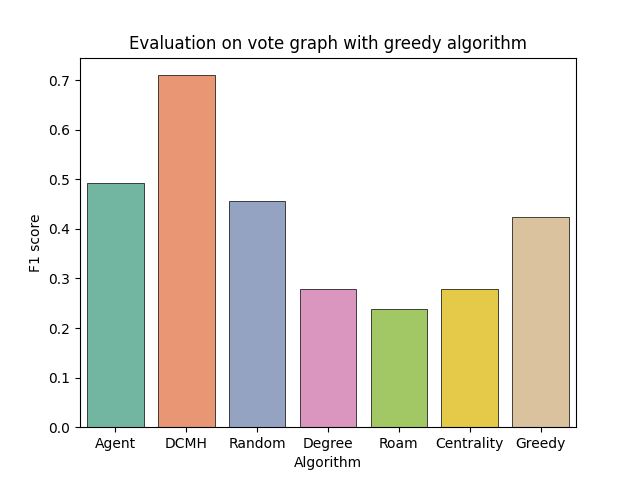 Evaluation on vote graph with greedy algorithm
F1 score
0.7
0.6
0.5
0.4
0.3
0.2
0.1
0.0
Agent DCMH Random Degree Roam Centrality Greedy
Algorithm